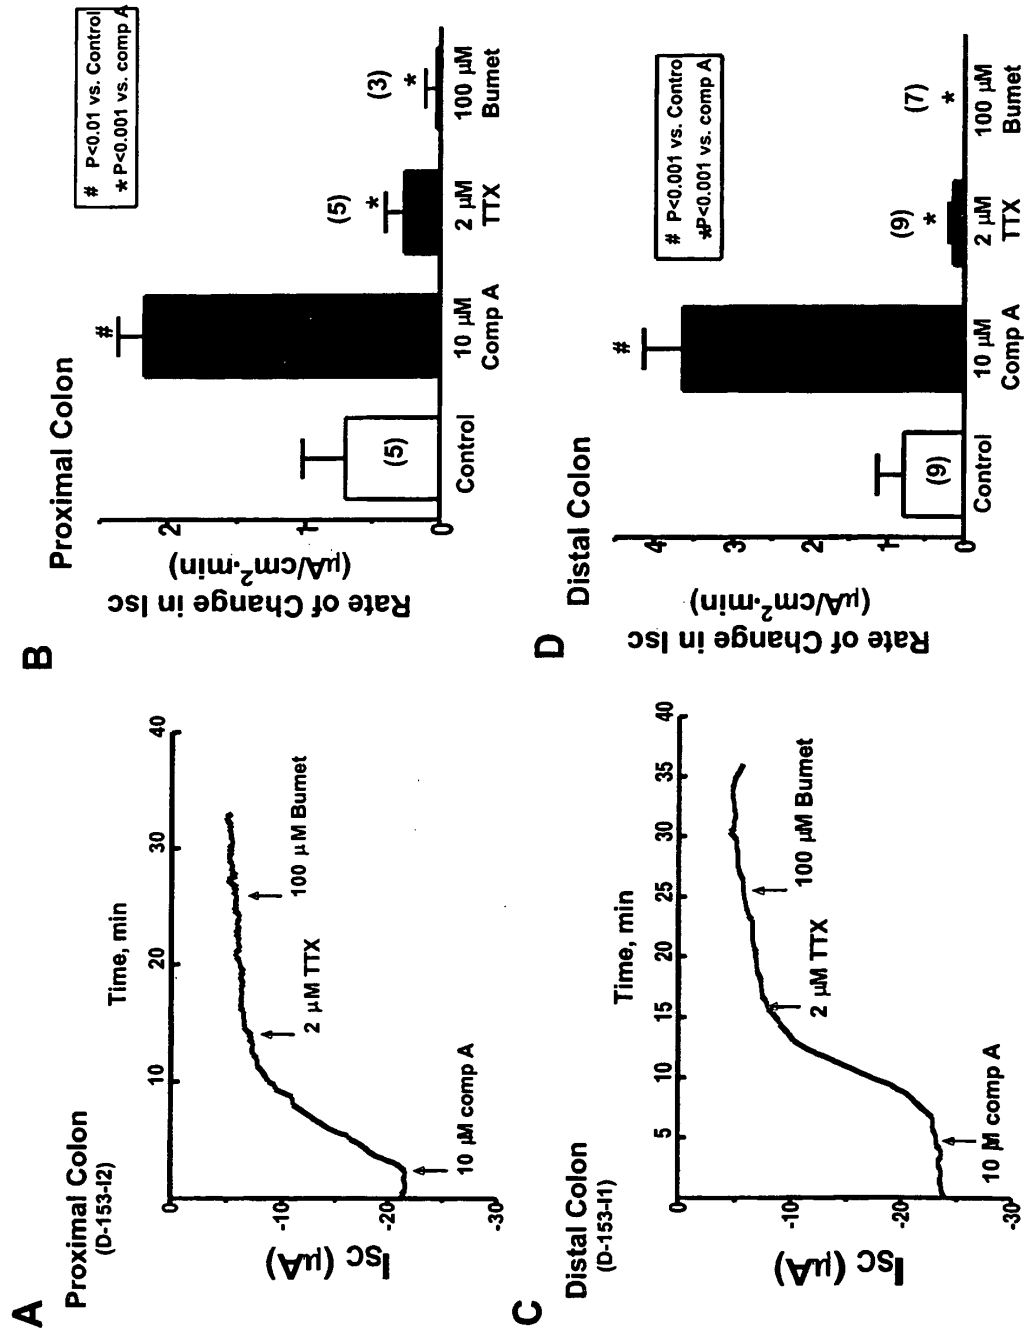 A
Proximal Colon
(D-153-I2)
Time, min
10
20
30
40
0
-10
-20
-30
Isc (µA)
10 µM comp A
2 µM TTX
100 µM Bumet
B
Proximal Colon
# P<0.01 vs. Control
* P<0.001 vs. comp A
Rate of Change in Isc
(µA/cm²·min)
2
1
0
(5)
#
(5)
*
(3)
*
Control
10 µM
Comp A
2 µM
TTX
100 µM
Bumet
C
Distal Colon
(D-153-I1)
Time, min
5
10
15
20
25
30
35
40
0
-10
-20
-30
Isc (µA)
10 µM comp A
2 µM TTX
100 µM Bumet
D
Distal Colon
# P<0.001 vs. Control
*P<0.001 vs. comp A
Rate of Change in Isc
(µA/cm²·min)
4
3
2
1
0
(9)
#
(9)
*
(7)
*
Control
10 µM
Comp A
2 µM
TTX
100 µM
Bumet